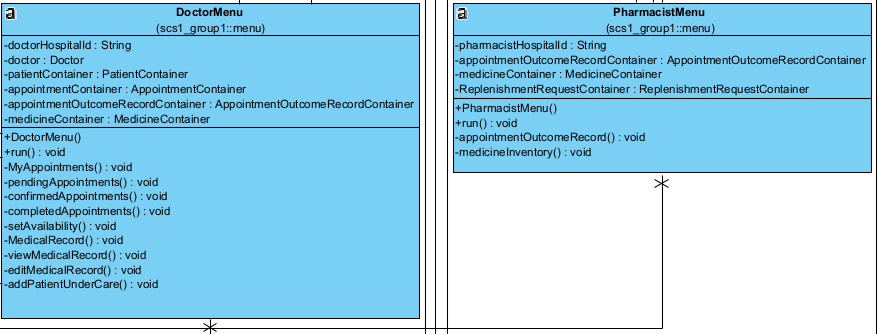 a
DoctorMenu
(scs1_group1::menu)
-doctorHospitalId : String
-doctor : Doctor
-patientContainer : PatientContainer
-appointmentContainer : AppointmentContainer
-appointmentOutcomeRecordContainer : AppointmentOutcomeRecordContainer
-medicineContainer : MedicineContainer
+DoctorMenu()
+run() : void
-MyAppointments() : void
-pendingAppointments() : void
-confirmedAppointments() : void
-completedAppointments() : void
-setAvailability() : void
-MedicalRecord() : void
-viewMedicalRecord() : void
-editMedicalRecord() : void
-addPatientUnderCare() : void
a
PharmacistMenu
(scs1_group1::menu)
-pharmacistHospitalId : String
-appointmentOutcomeRecordContainer : AppointmentOutcomeRecordContainer
-medicineContainer : MedicineContainer
-ReplenishmentRequestContainer : ReplenishmentRequestContainer
+PharmacistMenu()
+run() : void
-appointmentOutcomeRecord() : void
-medicineInventory() : void